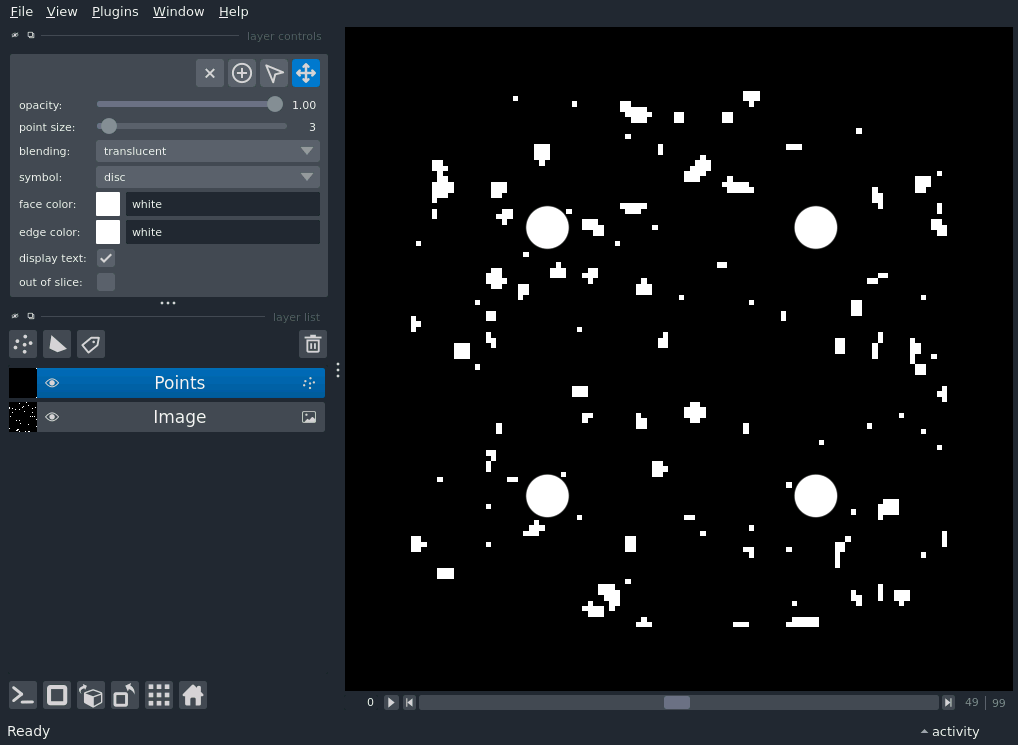 File View Plugins Window Help
layer controls
opacity: 1.00
point size: 3
blending: translucent
symbol: disc
face color: white
edge color: white
display text:
out of slice:
layer list
Points
Image
0 49 | 99
Ready activity